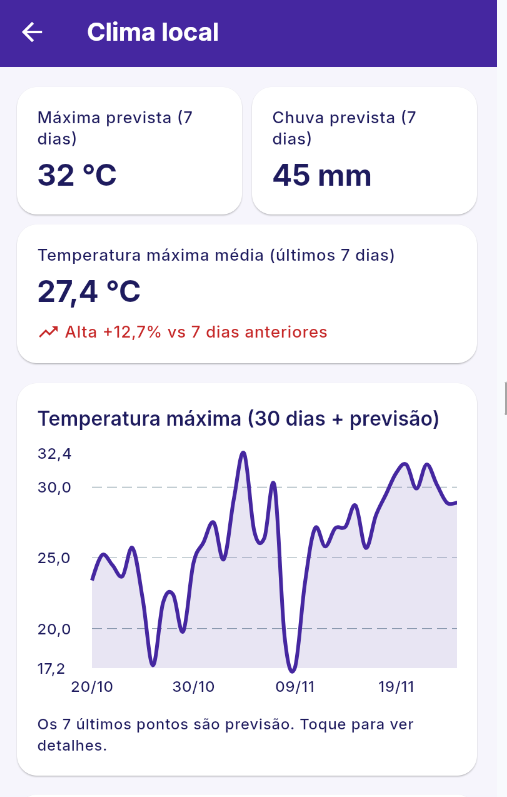 Clima local
Máxima prevista (7
dias)
32 °C
Chuva prevista (7
dias)
45 mm
Temperatura máxima média (últimos 7 dias)
27,4 °C
Alta +12,7% vs 7 dias anteriores
Temperatura máxima (30 dias + previsão)
32,4
30,0
25,0
20,0
17,2
20/10 30/10 09/11 19/11
Os 7 últimos pontos são previsão. Toque para ver
detalhes.